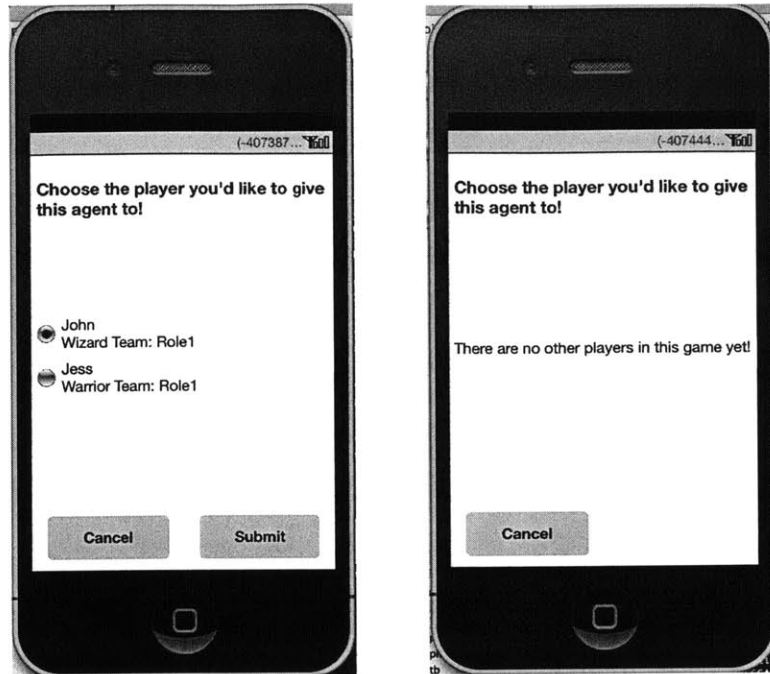 (-407387...
Choose the player you'd like to give
this agent to!
John
Wizard Team: Role1
Jess
Warrior Team: Role1
Cancel
Submit
(-407444...
Choose the player you'd like to give
this agent to!
There are no other players in this game yet!
Cancel